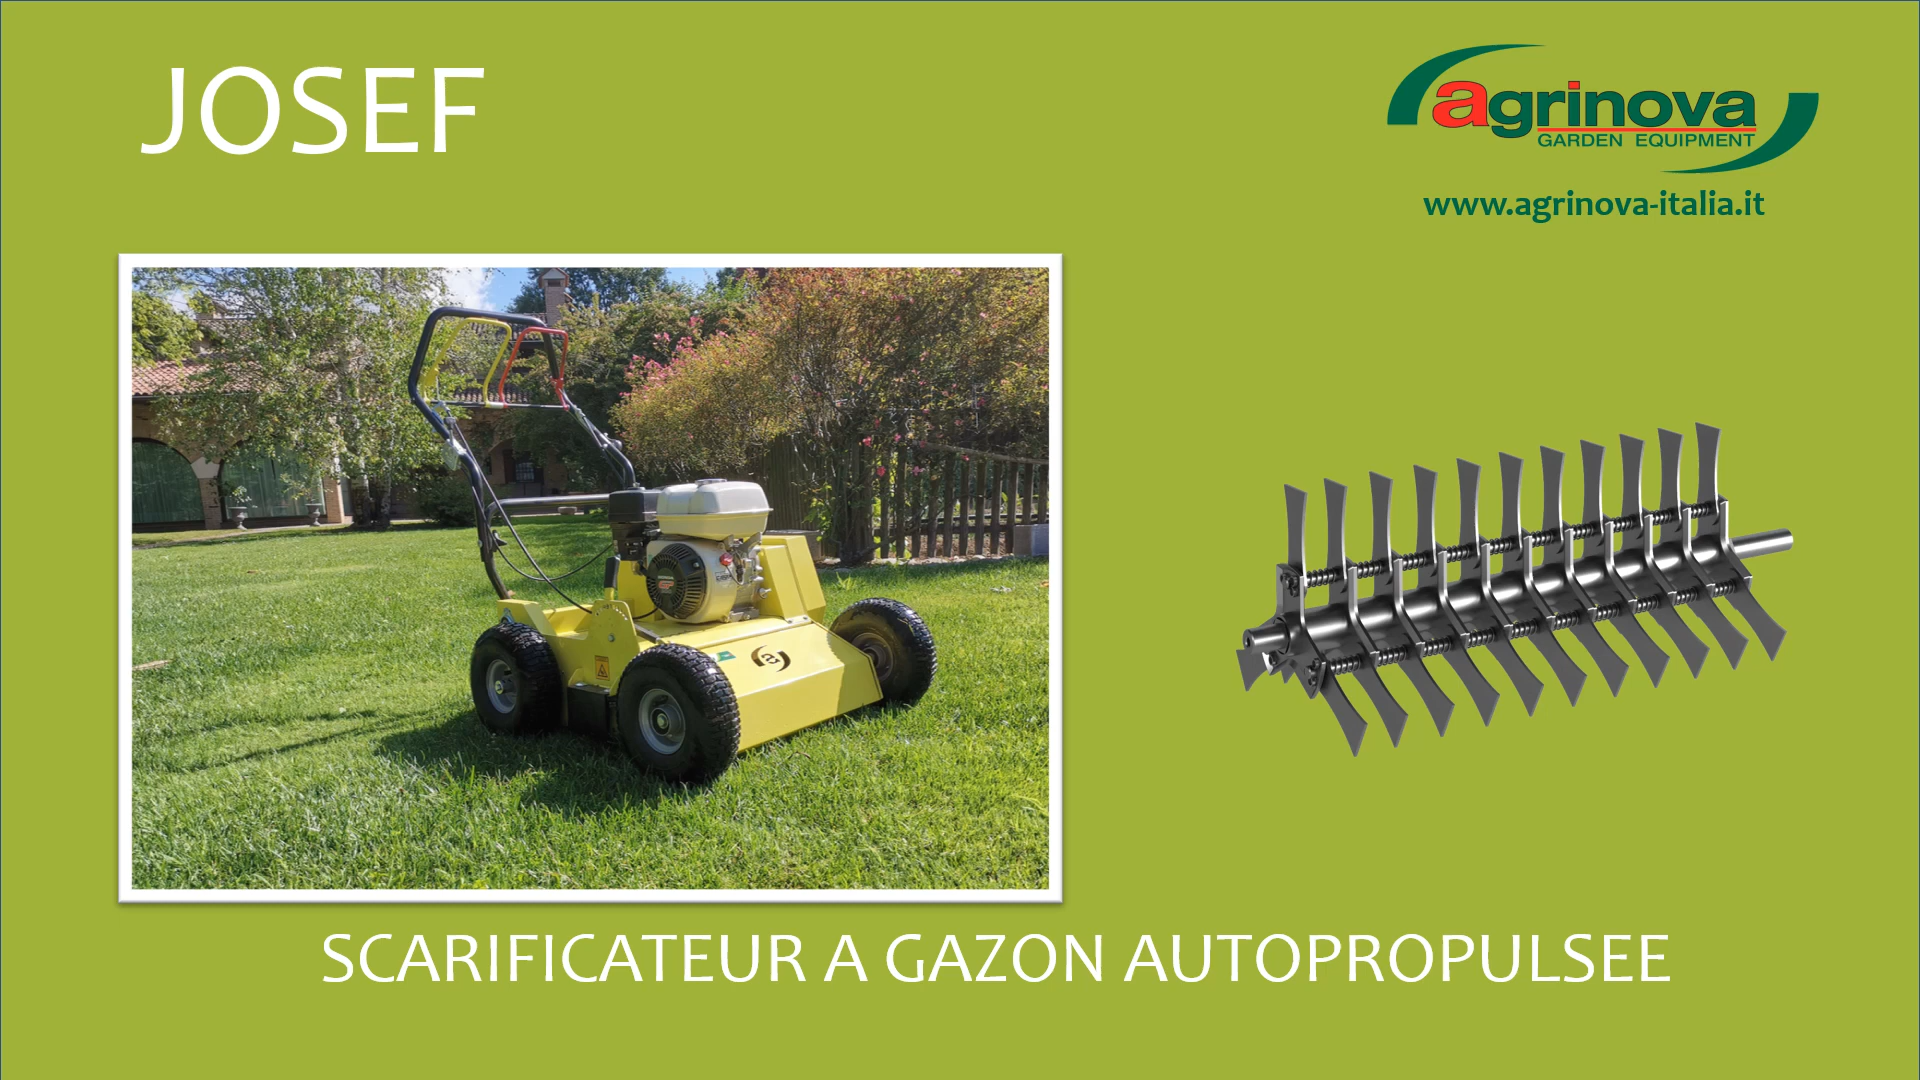 JOSEF
agrinova
GARDEN EQUIPMENT
www.agrinova-italia.it
SCARIFICATEUR A GAZON AUTOPROPULSEE